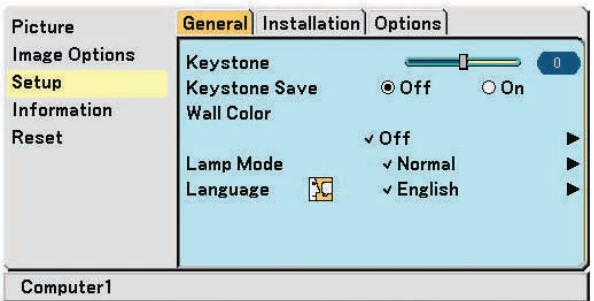 Picture
Image Options
Setup
Information
Reset
General Installation Options
Keystone 0
Keystone Save Off On
Wall Color
✓ Off
Lamp Mode ✓ Normal
Language ✓ English
Computer1